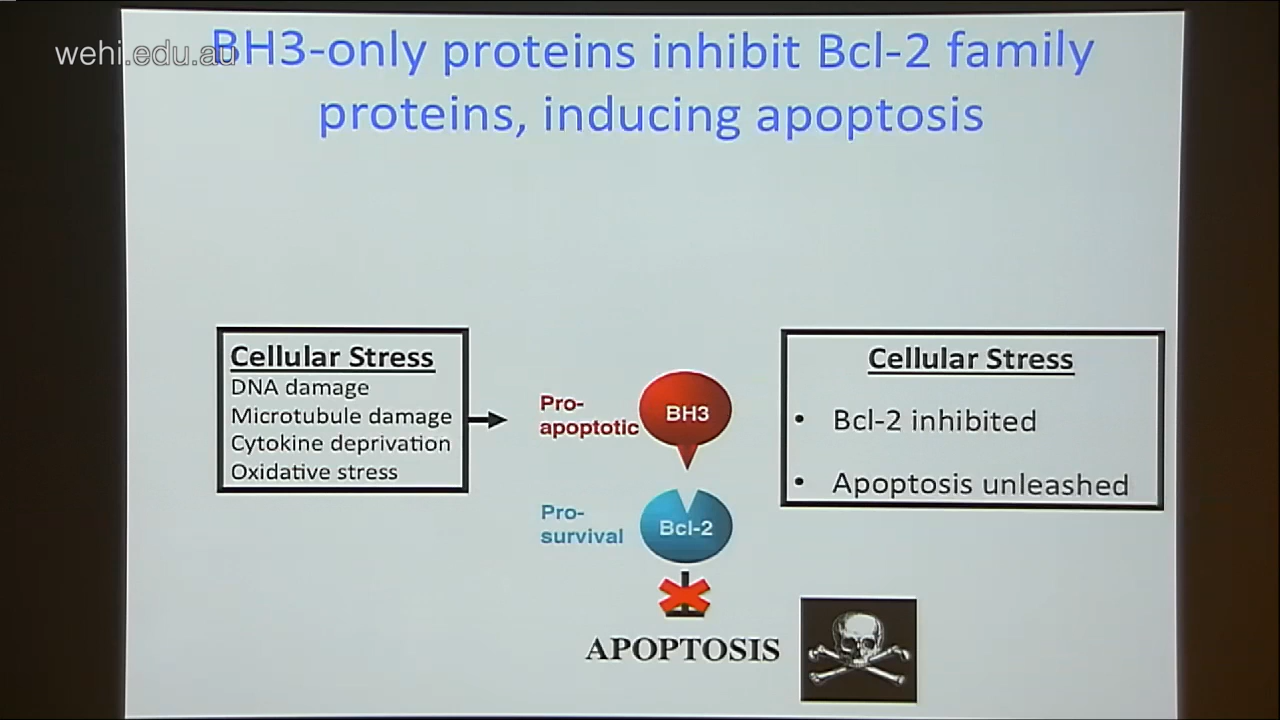 wehi.edu.au
BH3-only proteins inhibit Bcl-2 family
proteins, inducing apoptosis
Cellular Stress
DNA damage
Microtubule damage
Cytokine deprivation
Oxidative stress
Pro-
apoptotic
BH3
Pro-
survival
Bcl-2
APOPTOSIS
Cellular Stress
• Bcl-2 inhibited
• Apoptosis unleashed